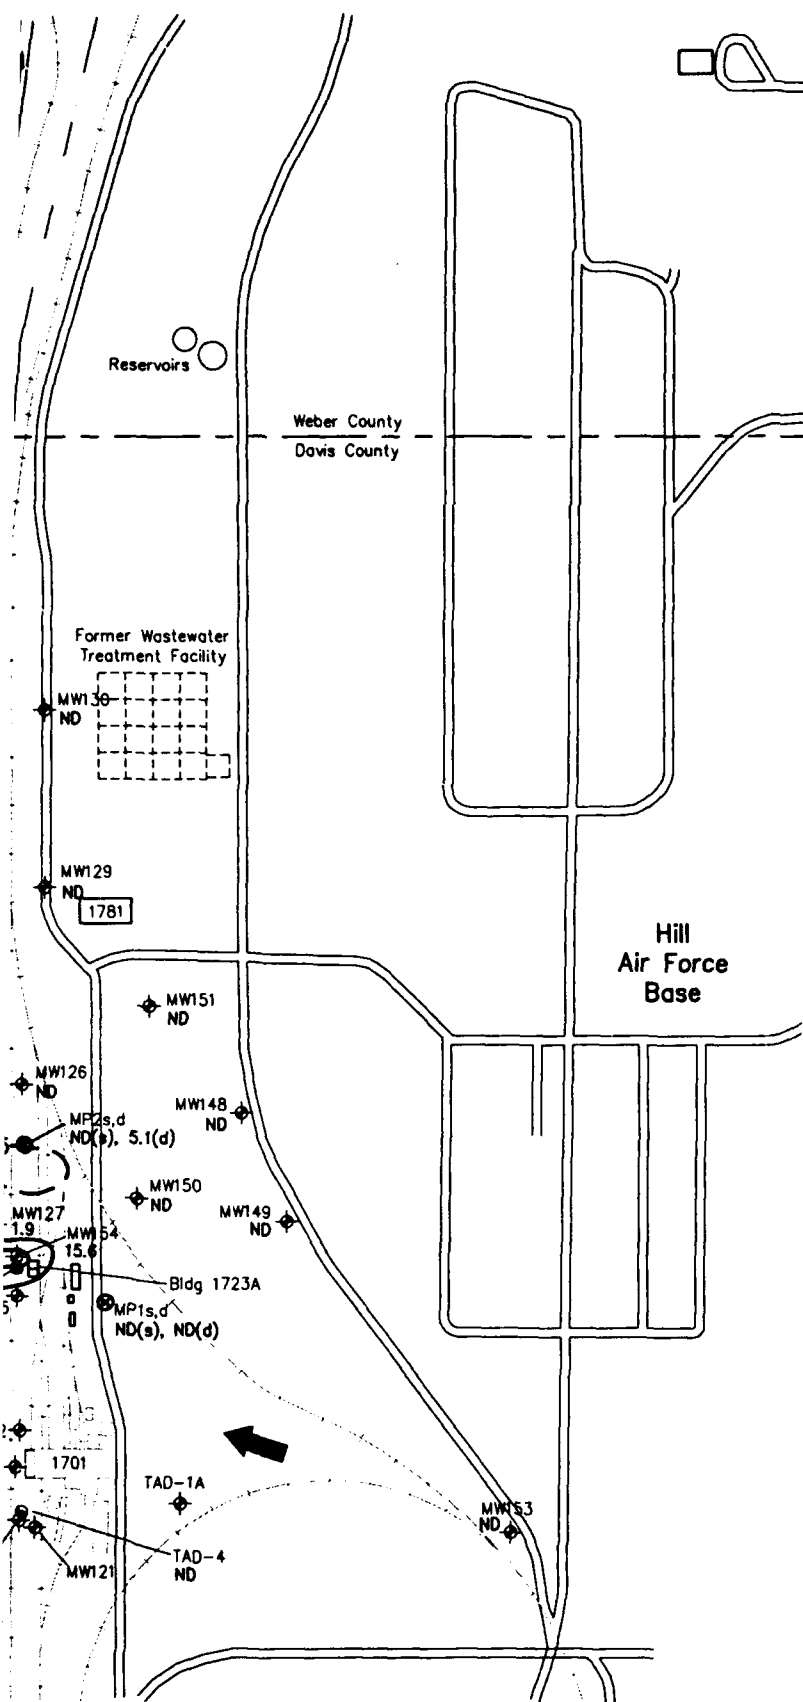 Reservoirs
Weber County
Davis County
Former Wastewater
Treatment Facility
MW130
ND
MW129
ND
1781
Hill
Air Force
Base
MW151
ND
MW126
ND
MW148
ND
MP2s,d
ND(s), 5.1(d)
MW150
ND
MW149
ND
MW127
1.9
MW154
15.6
Bldg 1723A
MP1s,d
ND(s), ND(d)
1701
TAD-1A
MW153
ND
TAD-4
ND
MW121